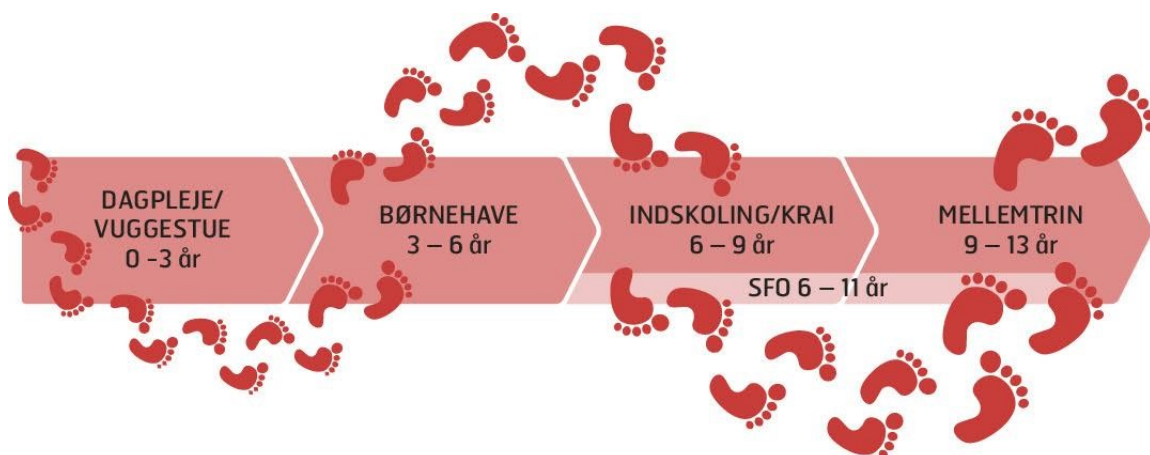 DAGPLEJE/
VUGGESTUE
0 -3 år
BØRNEHAVE
3 – 6 år
INDSKOLING/KRAI
6 – 9 år
MELLEMTRIN
9 – 13 år
SFO 6 – 11 år